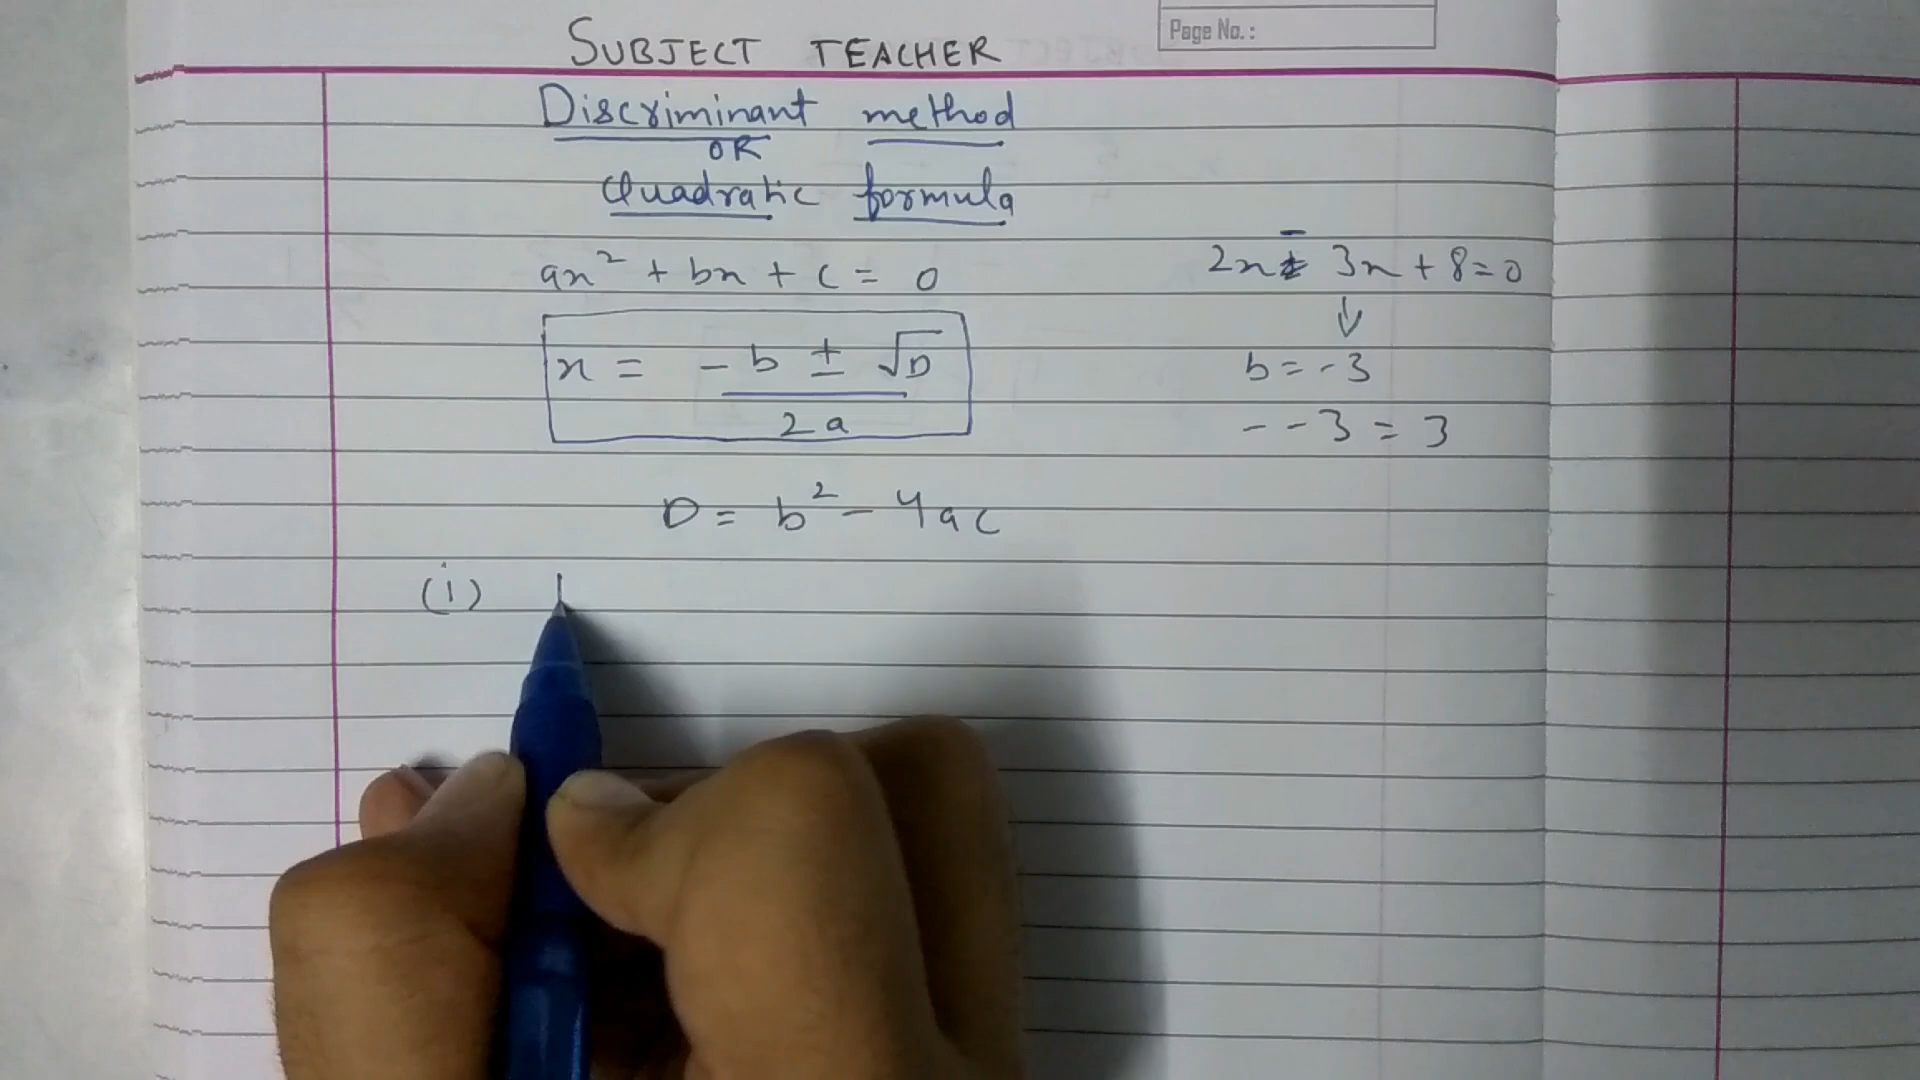 Page No.:
SUBJECT TEACHER
Discriminant method
OR
Quadratic formula
ax² + bx + c = 0
x = -b ± √D / 2a
D = b² - 4ac
(i)
2x - 3x + 8 = 0
↓
b = -3
- -3 = 3